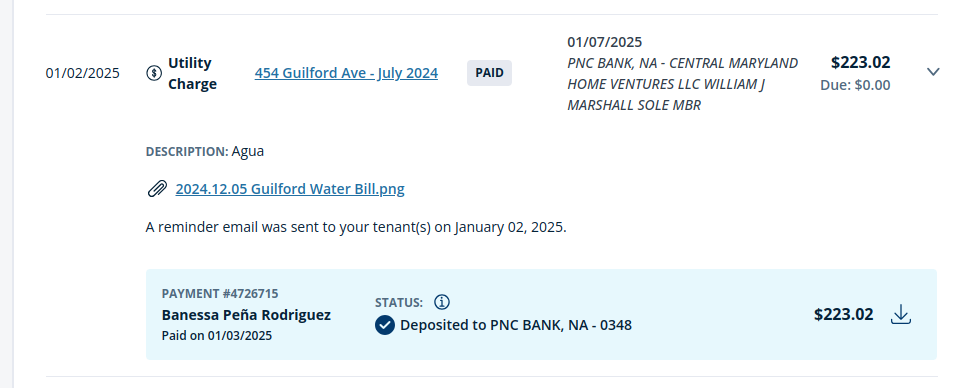 01/02/2025
Utility
Charge
454 Guilford Ave - July 2024
PAID
01/07/2025
PNC BANK, NA - CENTRAL MARYLAND
HOME VENTURES LLC WILLIAM J
MARSHALL SOLE MBR
$223.02
Due: $0.00
DESCRIPTION: Agua
2024.12.05 Guilford Water Bill.png
A reminder email was sent to your tenant(s) on January 02, 2025.
PAYMENT #4726715
Banessa Peña Rodriguez
Paid on 01/03/2025
STATUS:
Deposited to PNC BANK, NA - 0348
$223.02